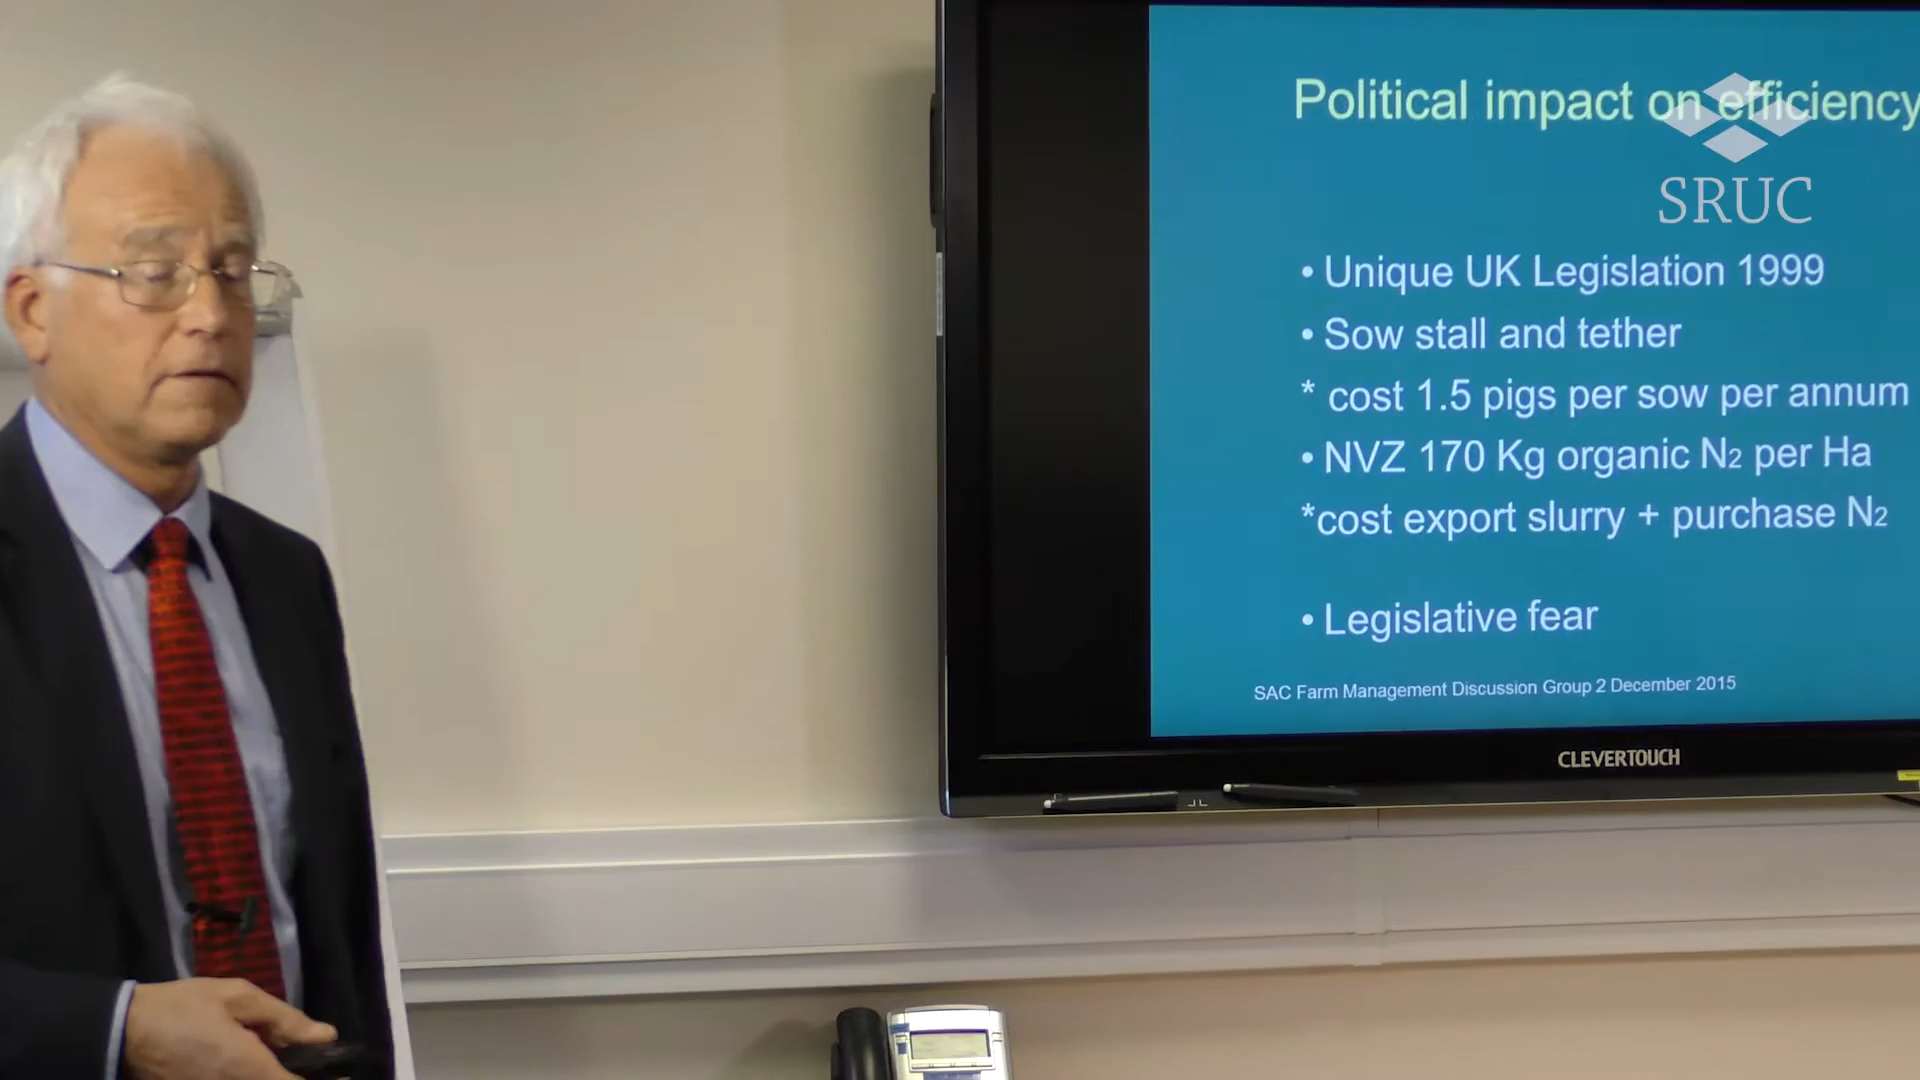 Political impact on efficiency
SRUC
• Unique UK Legislation 1999
• Sow stall and tether
* cost 1.5 pigs per sow per annum
• NVZ 170 Kg organic N2 per Ha
*cost export slurry + purchase N2
• Legislative fear
SAC Farm Management Discussion Group 2 December 2015
CLEVERTOUCH